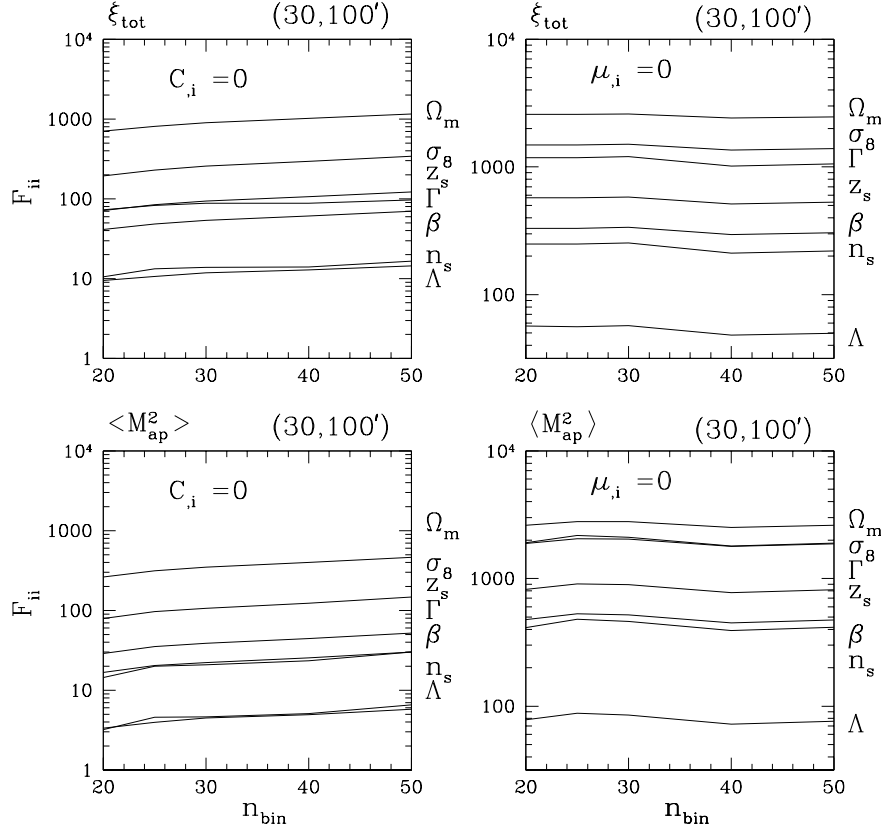 ξtot (30,100′)
C,i =0
10⁴
1000
100
10
1
Fii
Ωm
σ8
zs
Γ
β
ns
Λ
20 30 40 50
ξtot (30,100′)
μ,i =0
10⁴
1000
100
Ωm
σ8
Γ
zs
β
ns
Λ
20 30 40 50
<M²ap> (30,100′)
C,i =0
10⁴
1000
100
10
1
Fii
Ωm
σ8
zs
Γ
β
ns
Λ
20 30 40 50
nbin
⟨M²ap⟩ (30,100′)
μ,i =0
10⁴
1000
100
Ωm
σ8
Γ
zs
β
ns
Λ
20 30 40 50
nbin